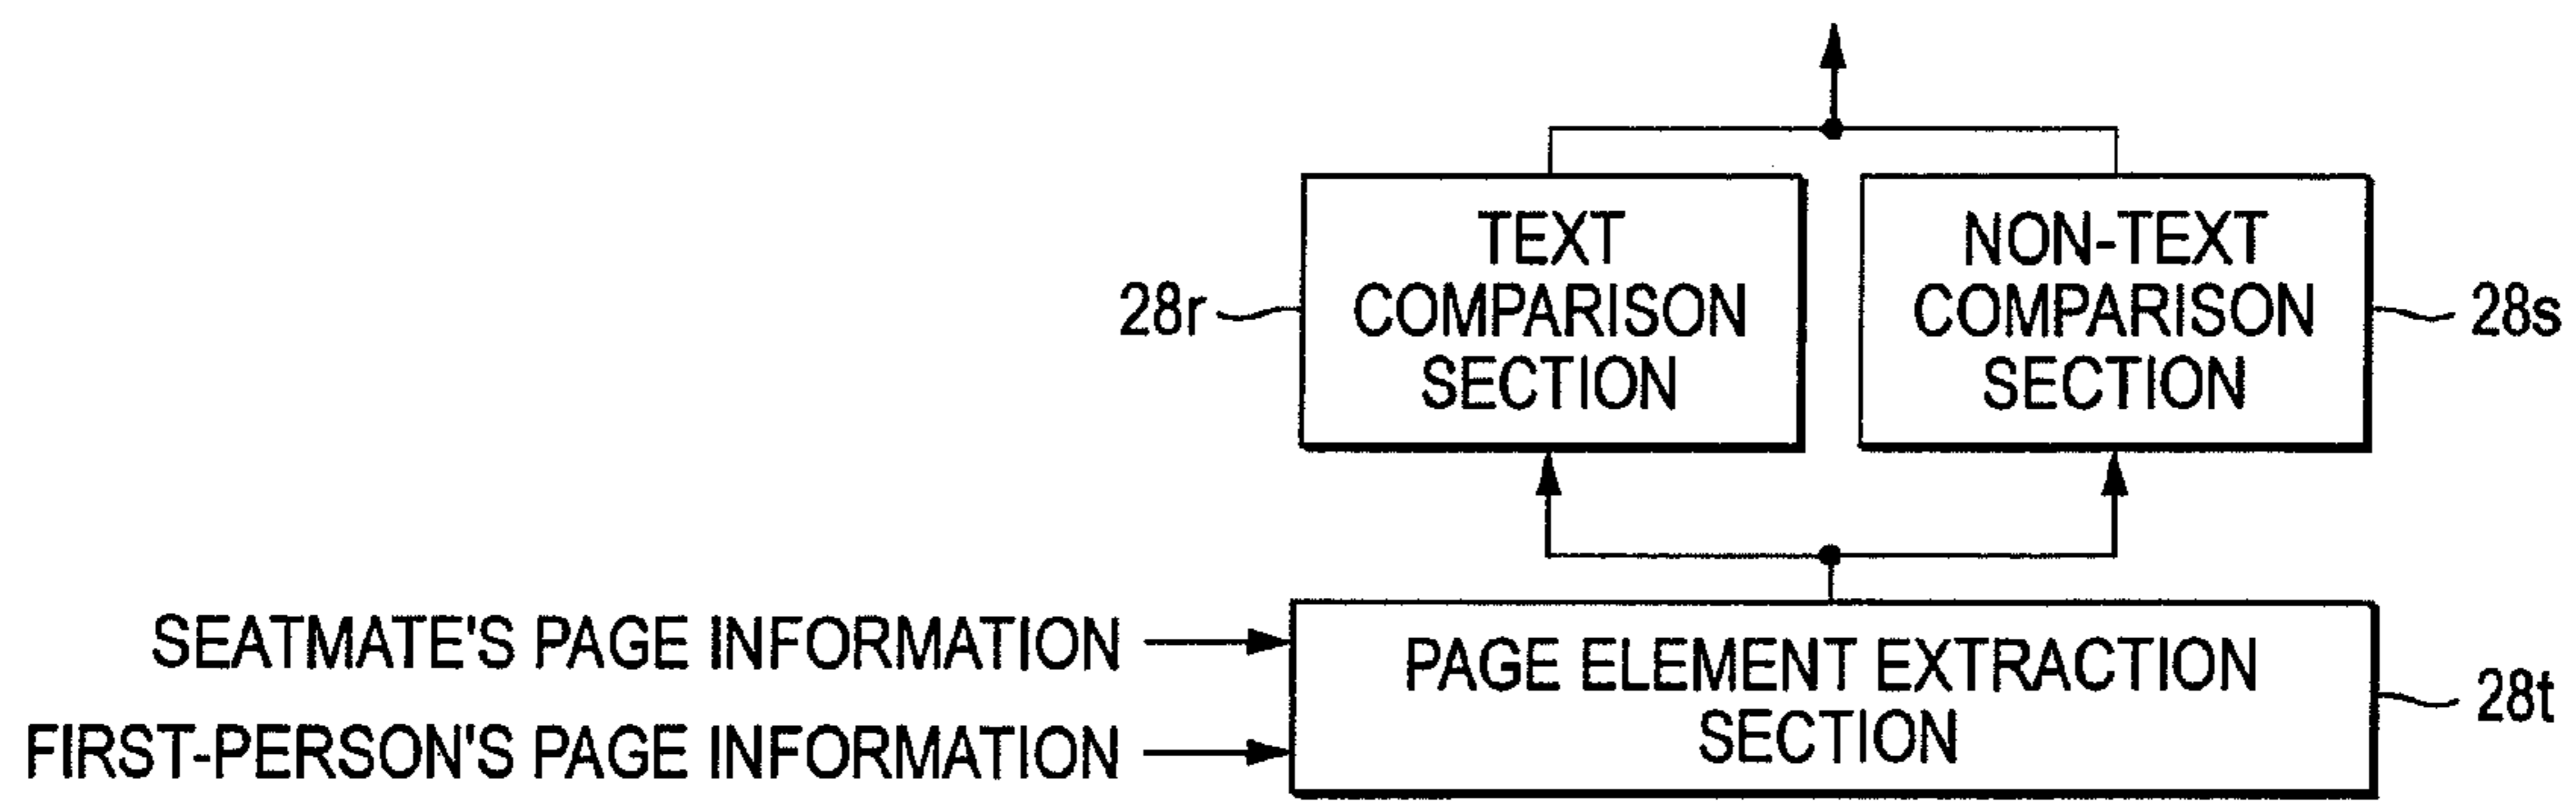 TEXT
COMPARISON
SECTION
28r
NON-TEXT
COMPARISON
SECTION
28s
SEATMATE'S PAGE INFORMATION
FIRST-PERSON'S PAGE INFORMATION
PAGE ELEMENT EXTRACTION
SECTION
28t